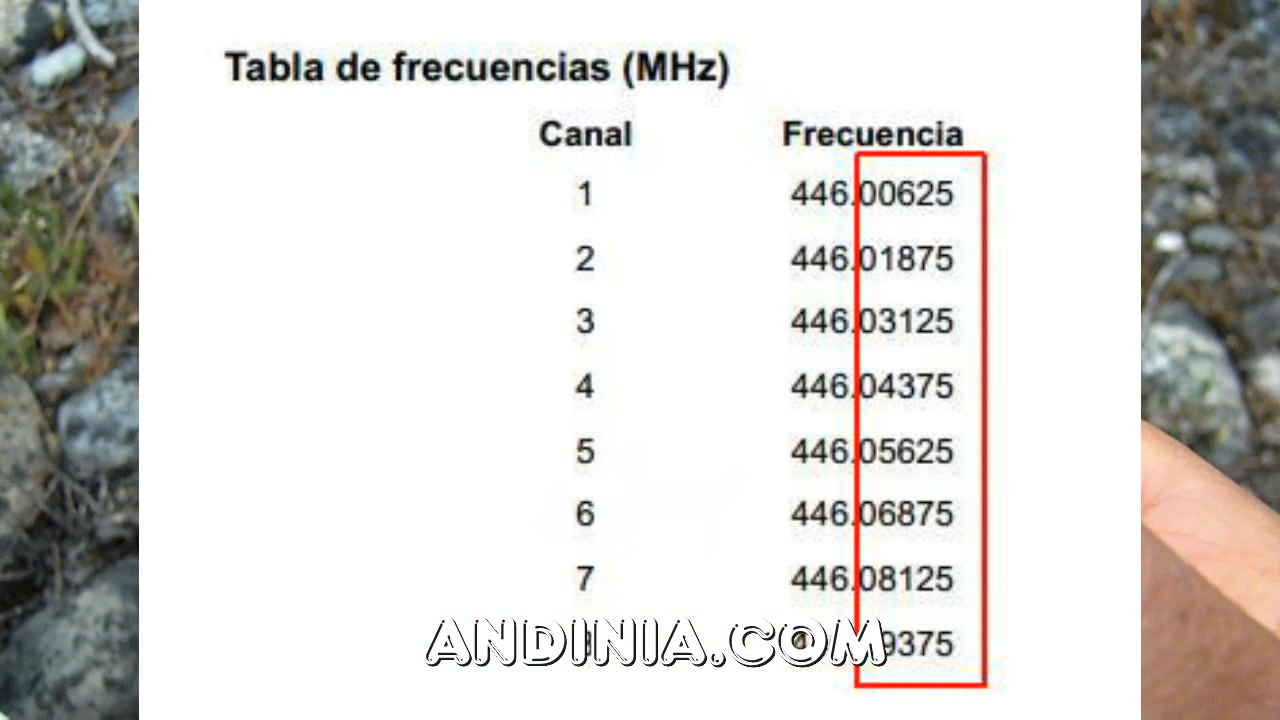 Tabla de frecuencias (MHz)
Canal Frecuencia
1 446.00625
2 446.01875
3 446.03125
4 446.04375
5 446.05625
6 446.06875
7 446.08125
9375
ANDINIA.COM